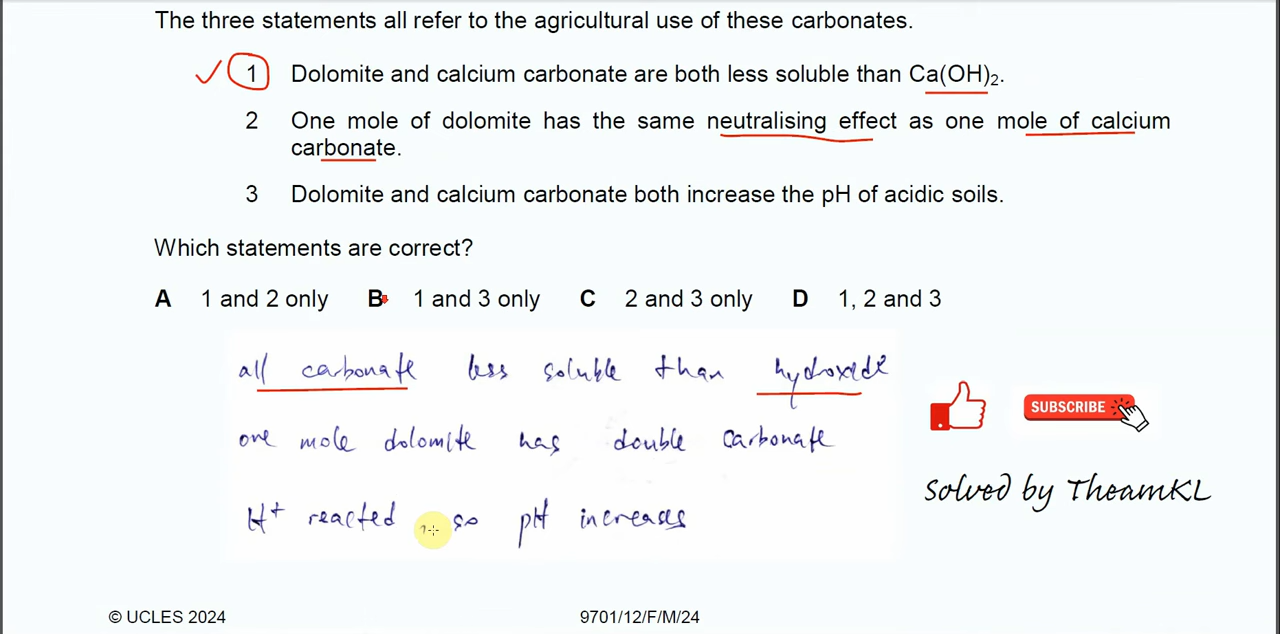 The three statements all refer to the agricultural use of these carbonates.
1 Dolomite and calcium carbonate are both less soluble than Ca(OH)₂.
2 One mole of dolomite has the same neutralising effect as one mole of calcium
carbonate.
3 Dolomite and calcium carbonate both increase the pH of acidic soils.
Which statements are correct?
A 1 and 2 only B 1 and 3 only C 2 and 3 only D 1, 2 and 3
all carbonate less soluble than hydroxide
one mole dolomite has double carbonate
H⁺ reacted so pH increases
SUBSCRIBE
Solved by TheamKL
© UCLES 2024 9701/12/F/M/24